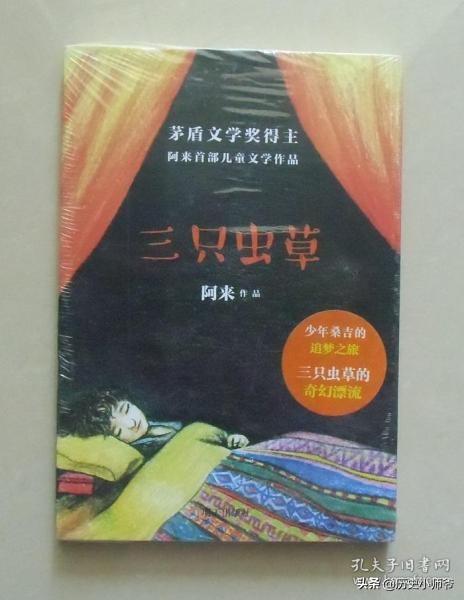 茅盾文学奖得主
阿来首部儿童文学作品
三只虫草
阿来 作品
少年桑吉的
追梦之旅
三只虫草的
奇幻漂流
孔夫子旧书网
头条 @历史小师爷